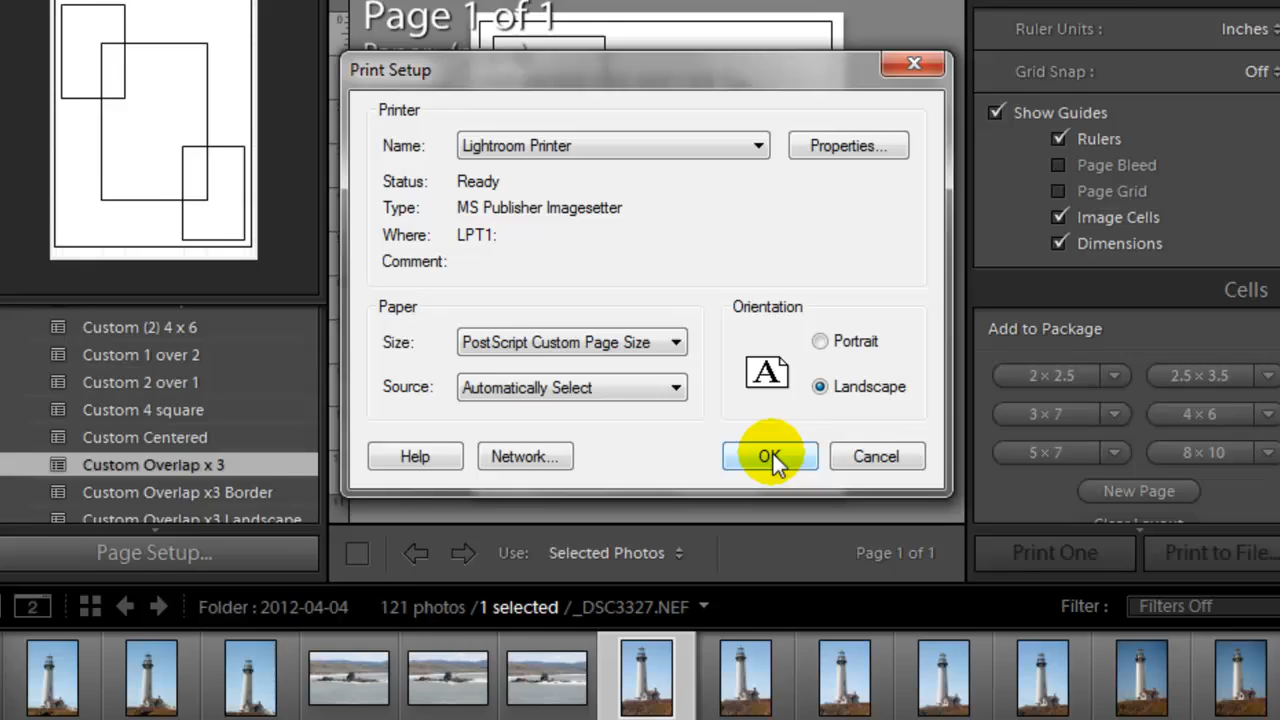 Page 1 of 1
Print Setup
Printer
Name: Lightroom Printer Properties...
Status: Ready
Type: MS Publisher Imagesetter
Where: LPT1:
Comment:
Paper
Size: PostScript Custom Page Size
Source: Automatically Select
Orientation
A
Portrait
Landscape
Help Network... OK Cancel
Ruler Units : Inches
Grid Snap : Off
Show Guides
Rulers
Page Bleed
Page Grid
Image Cells
Dimensions
Cells
Add to Package
2 × 2.5 2.5 × 3.5
3 × 7 4 × 6
5 × 7 8 × 10
New Page
Clear Layout
Custom (2) 4 x 6
Custom 1 over 2
Custom 2 over 1
Custom 4 square
Custom Centered
Custom Overlap x 3
Custom Overlap x3 Border
Custom Overlap x3 Landscape
Page Setup...
Use: Selected Photos Page 1 of 1
Print One Print to File...
2 Folder : 2012-04-04 121 photos /1 selected /_DSC3327.NEF Filter : Filters Off